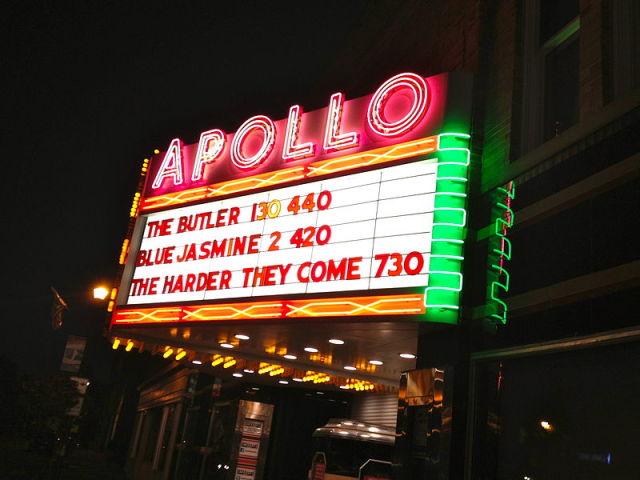 APOLLO
THE BUTLER 130 440
BLUE JASMINE 2 420
THE HARDER THEY COME 730